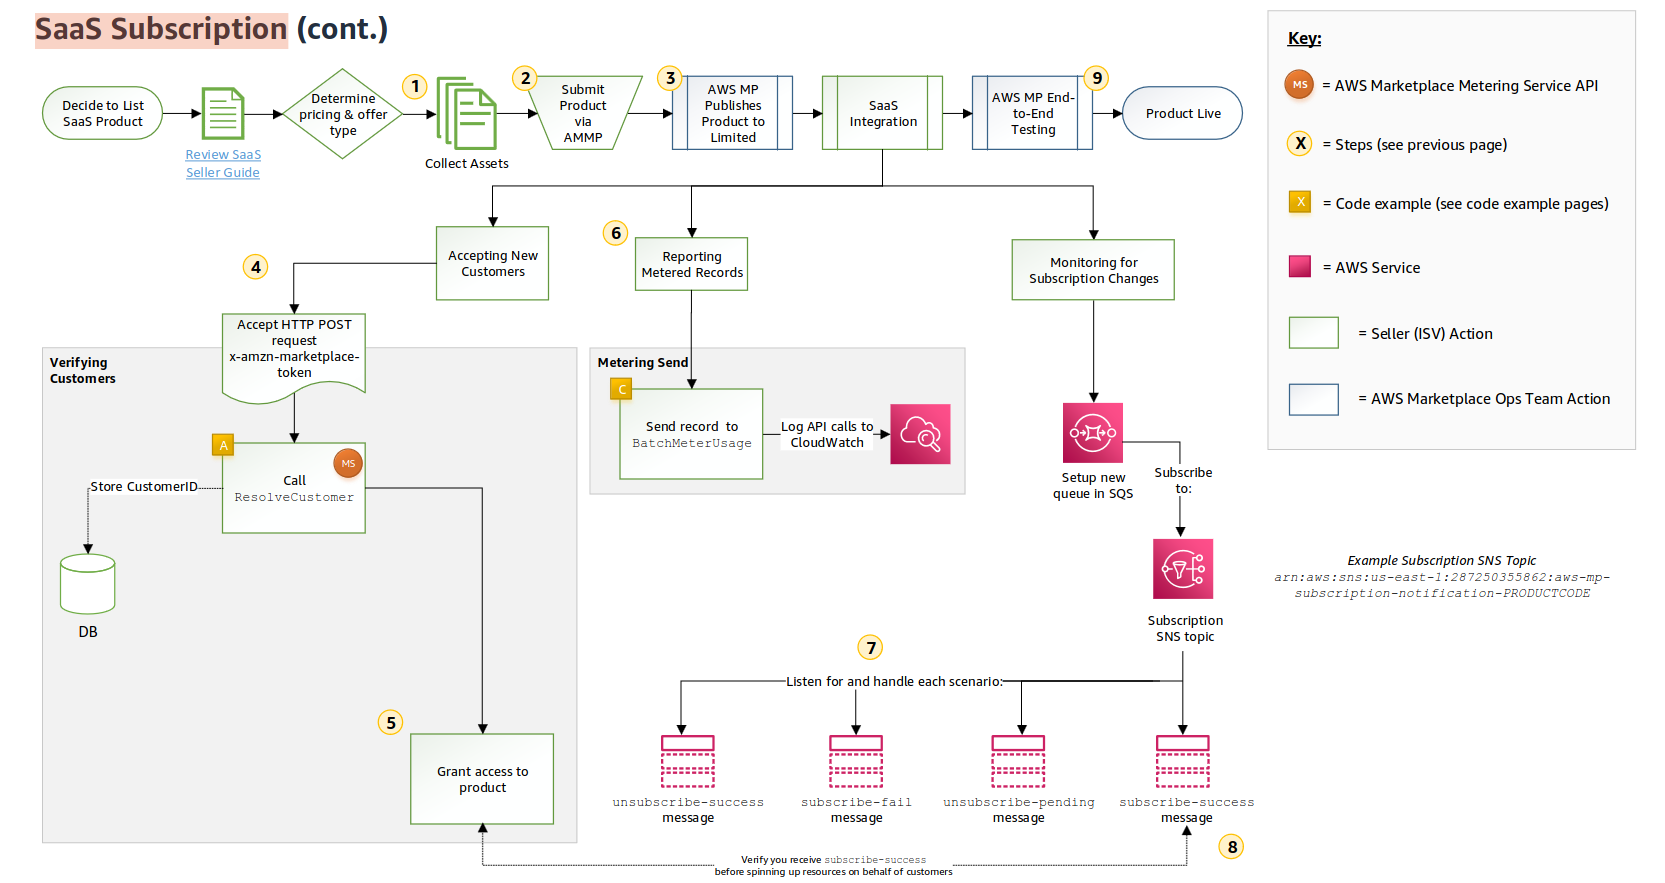 SaaS Subscription (cont.)
Key:
MS
= AWS Marketplace Metering Service API
X
= Steps (see previous page)
X
= Code example (see code example pages)
= AWS Service
= Seller (ISV) Action
= AWS Marketplace Ops Team Action
Decide to List
SaaS Product
Review SaaS
Seller Guide
Determine
pricing & offer
type
1
Collect Assets
2
Submit
Product
via
AMMP
3
AWS MP
Publishes
Product to
Limited
SaaS
Integration
AWS MP End-
to-End
Testing
9
Product Live
4
Accepting New
Customers
6
Reporting
Metered Records
Monitoring for
Subscription Changes
Verifying
Customers
Accept HTTP POST
request
x-amzn-marketplace-
token
A
MS
Call
ResolveCustomer
Store CustomerID
DB
5
Grant access to
product
Metering Send
C
Send record to
BatchMeterUsage
Log API calls to
CloudWatch
Setup new
queue in SQS
Subscribe
to:
Subscription
SNS topic
Example Subscription SNS Topic
arn:aws:sns:us-east-1:287250355862:aws-mp-
subscription-notification-PRODUCTCODE
7
Listen for and handle each scenario:
unsubscribe-success
message
subscribe-fail
message
unsubscribe-pending
message
subscribe-success
message
8
Verify you receive subscribe-success
before spinning up resources on behalf of customers